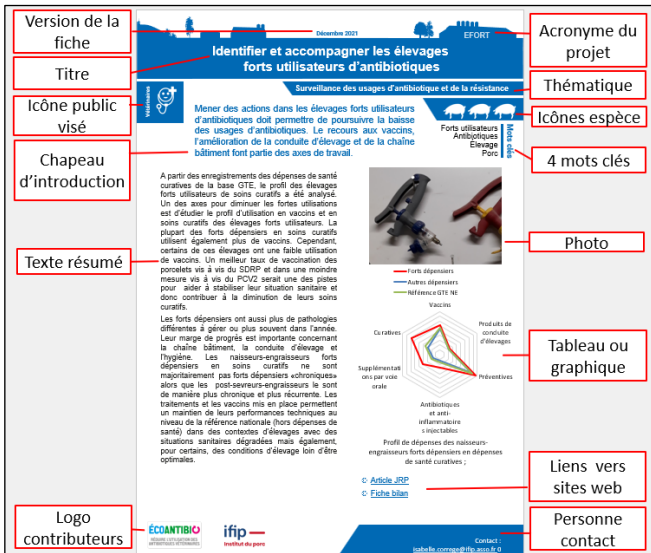 Version de la
fiche
Titre
Icône public
visé
Chapeau
d'introduction
Texte résumé
Logo
contributeurs
Décembre 2021
EFORT
Identifier et accompagner les élevages
forts utilisateurs d'antibiotiques
Surveillance des usages d'antibiotique et de la résistance
Vétérinaires
Mener des actions dans les élevages forts utilisateurs
d'antibiotiques doit permettre de poursuivre la baisse
des usages d'antibiotiques. Le recours aux vaccins,
l'amélioration de la conduite d'élevage et de la chaîne
bâtiment font partie des axes de travail.
Forts utilisateurs
Antibiotiques
Élevage
Porc
Mots clés
A partir des enregistrements des dépenses de santé
curatives de la base GTE, le profil des élevages
forts utilisateurs de soins curatifs a été analysé.
Un des axes pour diminuer les fortes utilisations
est d'étudier le profil d'utilisation en vaccins et en
soins curatifs des élevages forts utilisateurs. La
plupart des forts dépensiers en soins curatifs
utilisent également plus de vaccins. Cependant,
certains de ces élevages ont une faible utilisation
de vaccins. Un meilleur taux de vaccination des
porcelets vis à vis du SDRP et dans une moindre
mesure vis à vis du PCV2 serait une des pistes
pour aider à stabiliser leur situation sanitaire et
donc contribuer à la diminution de leurs soins
curatifs.
Les forts dépensiers ont aussi plus de pathologies
différentes à gérer ou plus souvent dans l'année.
Leur marge de progrès est importante concernant
la chaîne bâtiment, la conduite d'élevage et
l'hygiène. Les naisseurs-engraisseurs forts
dépensiers en soins curatifs ne sont
majoritairement pas forts dépensiers «chroniques»
alors que les post-sevreurs-engraisseurs le sont
de manière plus chronique et plus récurrente. Les
traitements et les vaccins mis en place permettent
un maintien de leurs performances techniques au
niveau de la référence nationale (hors dépenses de
santé) dans des contextes d'élevages avec des
situations sanitaires dégradées mais également,
pour certains, des conditions d'élevage loin d'être
optimales.
Forts dépensiers
Autres dépensiers
Référence GTE NE
Vaccins
Produits de
conduite
d'élevages
Préventives
Antibiotiques
et anti-
inflammatoire
s injectables
Supplémentati
ons par voie
orale
Curatives
Profil de dépenses des naisseurs-
engraisseurs forts dépensiers en dépenses
de santé curatives ;
Article JRP
Fiche bilan
ÉCOANTIBIO
RÉDUIRE L'UTILISATION DES
ANTIBIOTIQUES VÉTÉRINAIRES
ifip
Institut du porc
Contact :
isabelle.correge@ifip.asso.fr 0
Acronyme du
projet
Thématique
Icônes espèce
4 mots clés
Photo
Tableau ou
graphique
Liens vers
sites web
Personne
contact